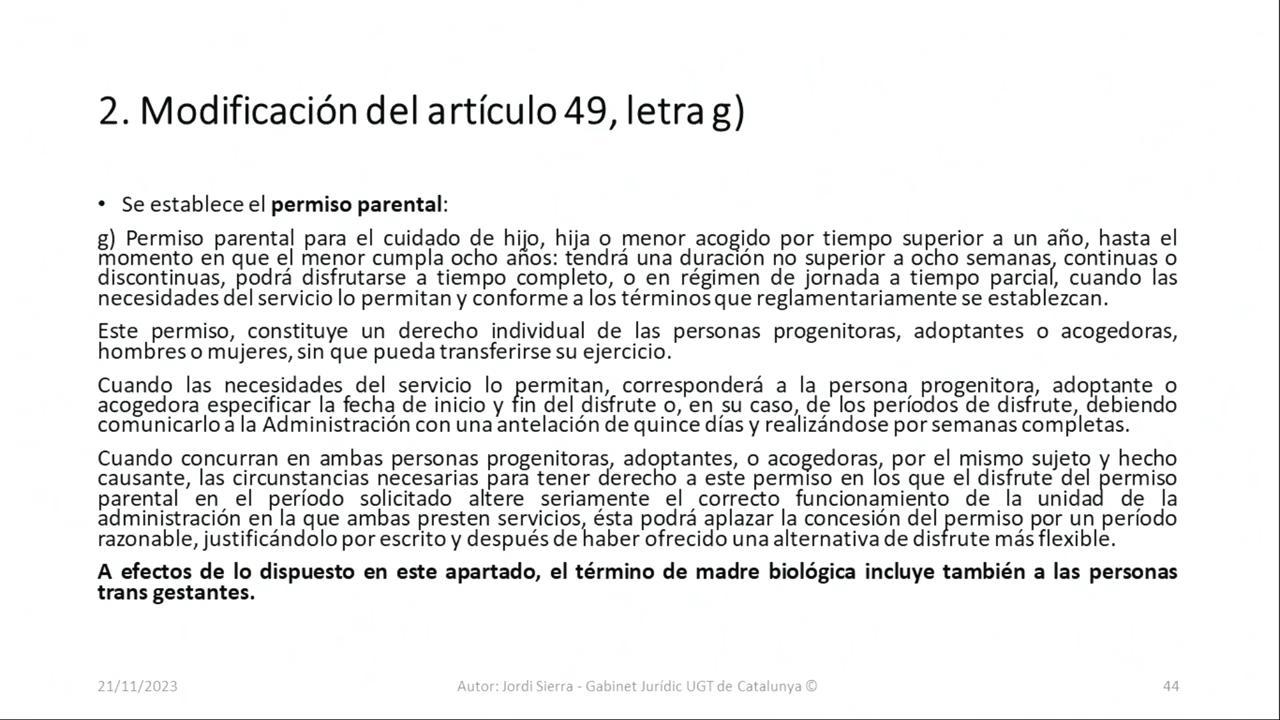 2. Modificación del artículo 49, letra g)
• Se establece el permiso parental:
g) Permiso parental para el cuidado de hijo, hija o menor acogido por tiempo superior a un año, hasta el
momento en que el menor cumpla ocho años: tendrá una duración no superior a ocho semanas, continuas o
discontinuas, podrá disfrutarse a tiempo completo, o en régimen de jornada a tiempo parcial, cuando las
necesidades del servicio lo permitan y conforme a los términos que reglamentariamente se establezcan.
Este permiso, constituye un derecho individual de las personas progenitoras, adoptantes o acogedoras,
hombres o mujeres, sin que pueda transferirse su ejercicio.
Cuando las necesidades del servicio lo permitan, corresponderá a la persona progenitora, adoptante o
acogedora especificar la fecha de inicio y fin del disfrute o, en su caso, de los períodos de disfrute, debiendo
comunicarlo a la Administración con una antelación de quince días y realizándose por semanas completas.
Cuando concurran en ambas personas progenitoras, adoptantes, o acogedoras, por el mismo sujeto y hecho
causante, las circunstancias necesarias para tener derecho a este permiso en los que el disfrute del permiso
parental en el período solicitado altere seriamente el correcto funcionamiento de la unidad de la
administración en la que ambas presten servicios, ésta podrá aplazar la concesión del permiso por un período
razonable, justificándolo por escrito y después de haber ofrecido una alternativa de disfrute más flexible.
A efectos de lo dispuesto en este apartado, el término de madre biológica incluye también a las personas
trans gestantes.
21/11/2023 Autor: Jordi Sierra - Gabinet Jurídic UGT de Catalunya © 44